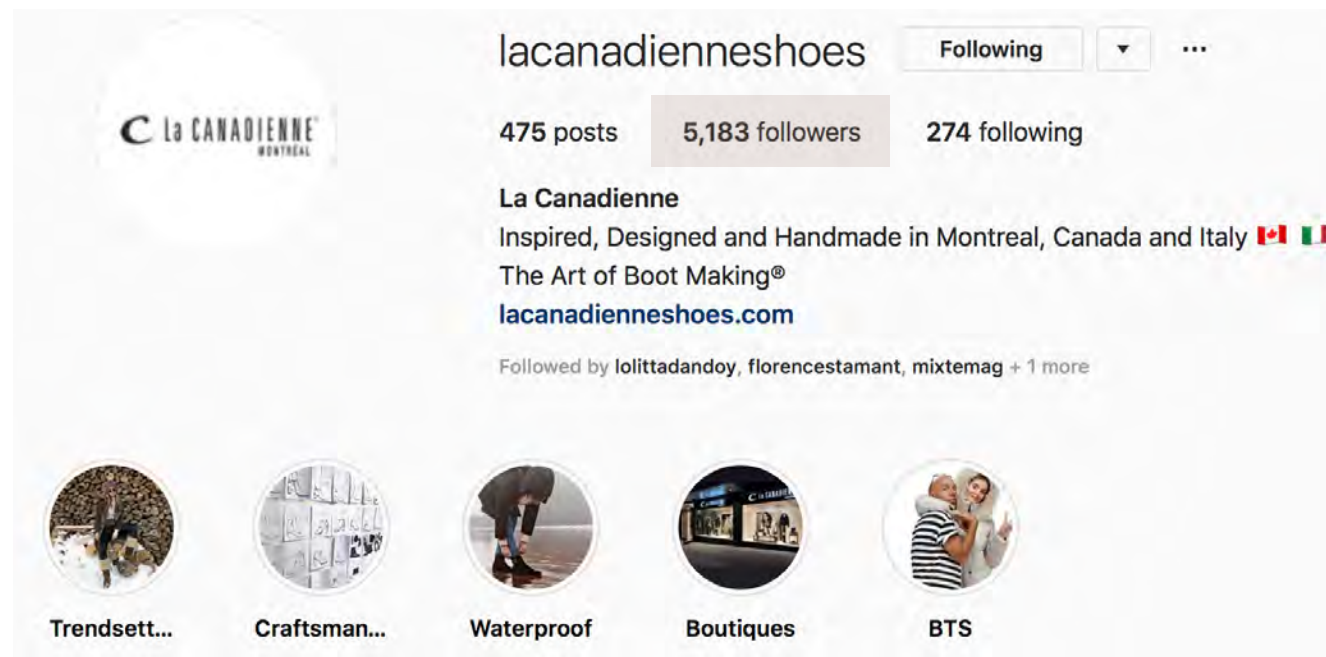 lacanadienneshoes Following ▼ ...
C La CANADIENNE
MONTRÉAL
475 posts 5,183 followers 274 following
La Canadienne
Inspired, Designed and Handmade in Montreal, Canada and Italy 🇨🇦 🇮🇹
The Art of Boot Making®
lacanadienneshoes.com
Followed by lolittadandoy, florencestamant, mixtemag + 1 more
Trendsett... Craftsman... Waterproof Boutiques BTS